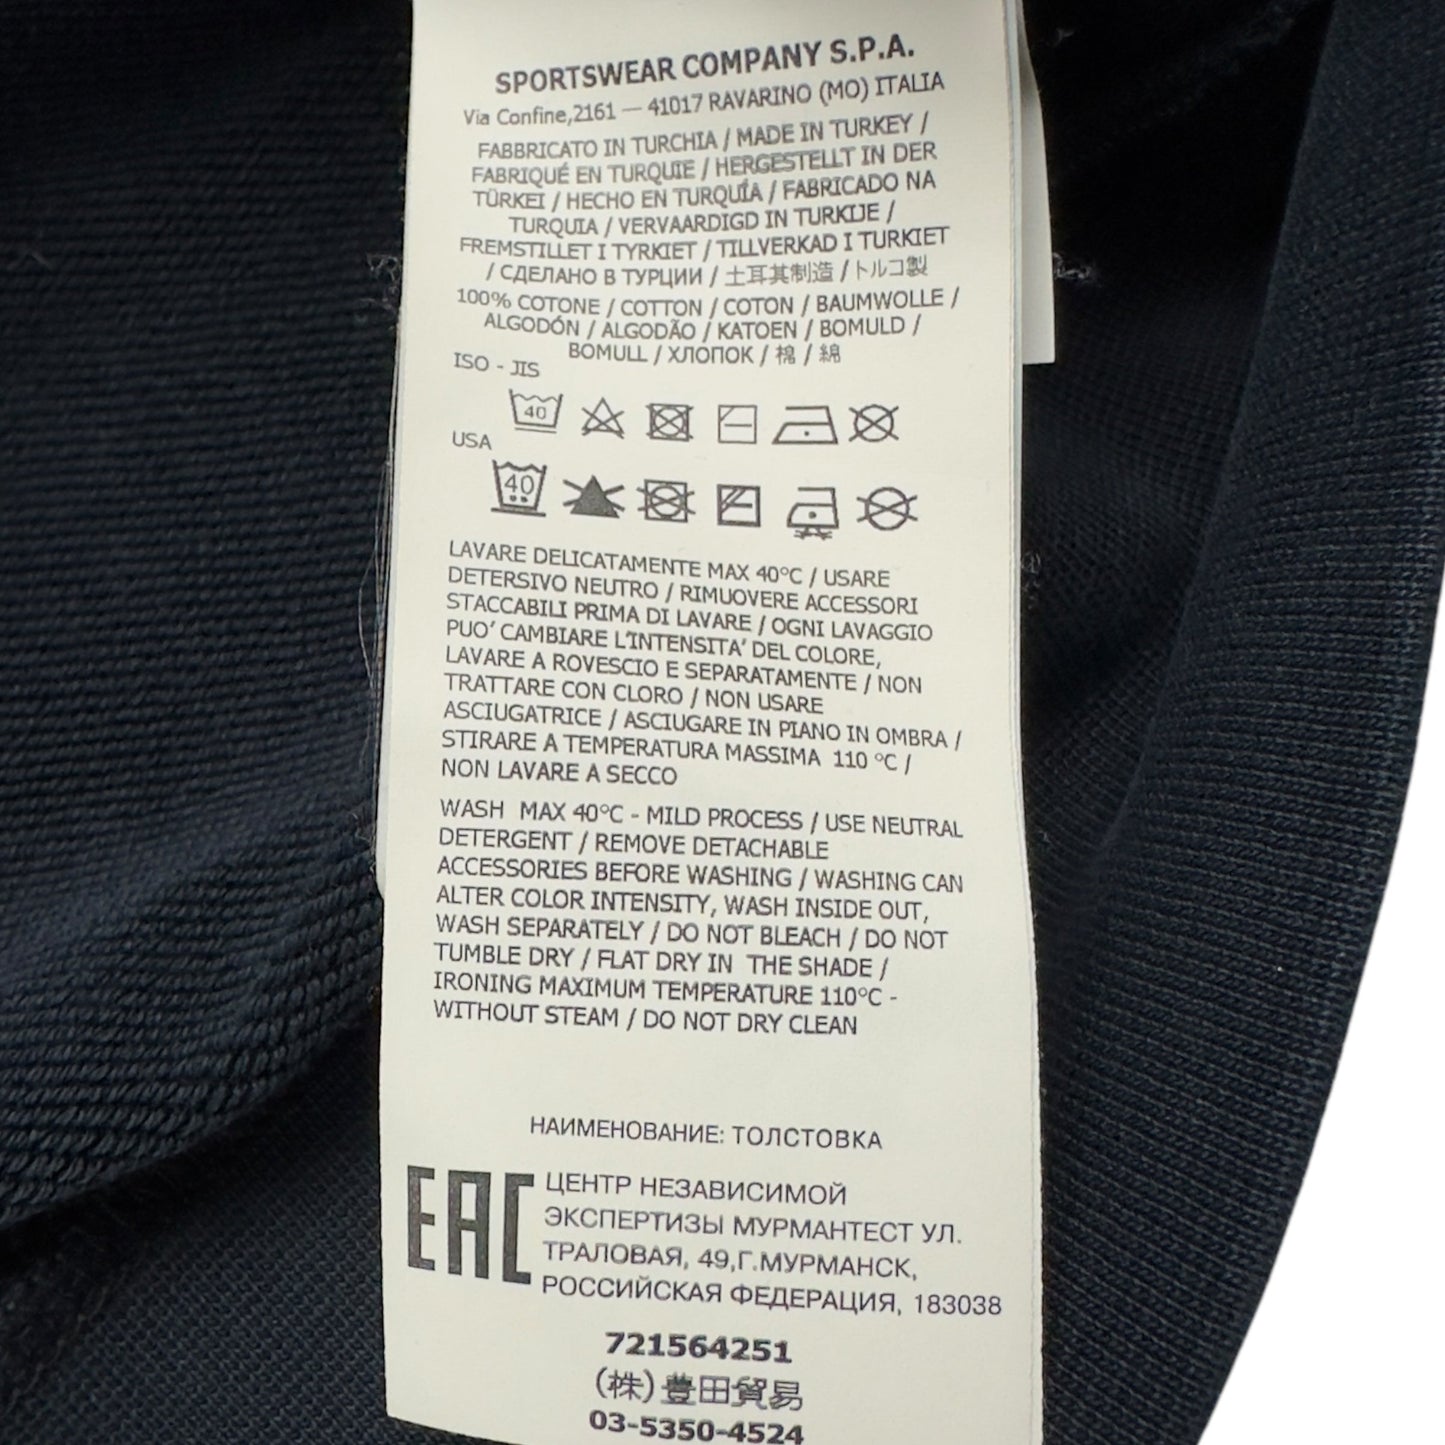 SPORTSWEAR COMPANY S.P.A.
Via Confine,2161 — 41017 RAVARINO (MO) ITALIA
FABBRICATO IN TURCHIA / MADE IN TURKEY /
FABRIQUÉ EN TURQUIE / HERGESTELLT IN DER
TÜRKEI / HECHO EN TURQUÍA / FABRICADO NA
TURQUIA / VERVAARDIGD IN TURKIJE /
FREMSTILLET I TYRKIET / TILLVERKAD I TURKIET
/ СДЕЛАНО В ТУРЦИИ / 土耳其制造 / トルコ製
100% COTONE / COTTON / COTON / BAUMWOLLE /
ALGODÓN / ALGODÃO / KATOEN / BOMULD /
BOMULL / ХЛОПОК / 棉 / 綿
ISO - JIS
40
USA
40
LAVARE DELICATAMENTE MAX 40°C / USARE
DETERSIVO NEUTRO / RIMUOVERE ACCESSORI
STACCABILI PRIMA DI LAVARE / OGNI LAVAGGIO
PUO' CAMBIARE L'INTENSITA' DEL COLORE,
LAVARE A ROVESCIO E SEPARATAMENTE / NON
TRATTARE CON CLORO / NON USARE
ASCIUGATRICE / ASCIUGARE IN PIANO IN OMBRA /
STIRARE A TEMPERATURA MASSIMA 110 °C /
NON LAVARE A SECCO
WASH MAX 40°C - MILD PROCESS / USE NEUTRAL
DETERGENT / REMOVE DETACHABLE
ACCESSORIES BEFORE WASHING / WASHING CAN
ALTER COLOR INTENSITY, WASH INSIDE OUT,
WASH SEPARATELY / DO NOT BLEACH / DO NOT
TUMBLE DRY / FLAT DRY IN THE SHADE /
IRONING MAXIMUM TEMPERATURE 110°C -
WITHOUT STEAM / DO NOT DRY CLEAN
НАИМЕНОВАНИЕ: ТОЛСТОВКА
EAC
ЦЕНТР НЕЗАВИСИМОЙ
ЭКСПЕРТИЗЫ МУРМАНТЕСТ УЛ.
ТРАЛОВАЯ, 49,Г.МУРМАНСК,
РОССИЙСКАЯ ФЕДЕРАЦИЯ, 183038
721564251
(株) 豊田貿易
03-5350-4524